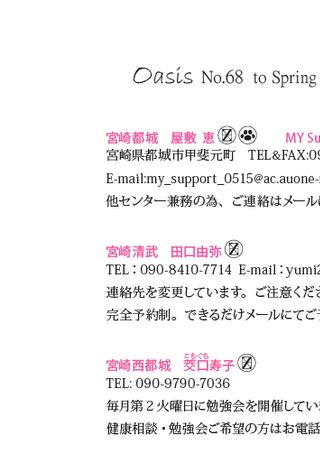 Oasis No.68 to Spring
宮崎都城 屋敷 恵 Ⓩ MY Su
宮崎県都城市甲斐元町 TEL&FAX:09
E-mail:my_support_0515@ac.auone-
他センター兼務の為、ご連絡はメールに
宮崎清武 田口由弥 Ⓩ
TEL：090-8410-7714 E-mail：yumi2
連絡先を変更しています。ご注意くださ
完全予約制。できるだけメールにてご
宮崎西都城 茭口寿子 Ⓩ
こもぐち
TEL: 090-9790-7036
毎月第２火曜日に勉強会を開催してい
健康相談・勉強会ご希望の方はお電話